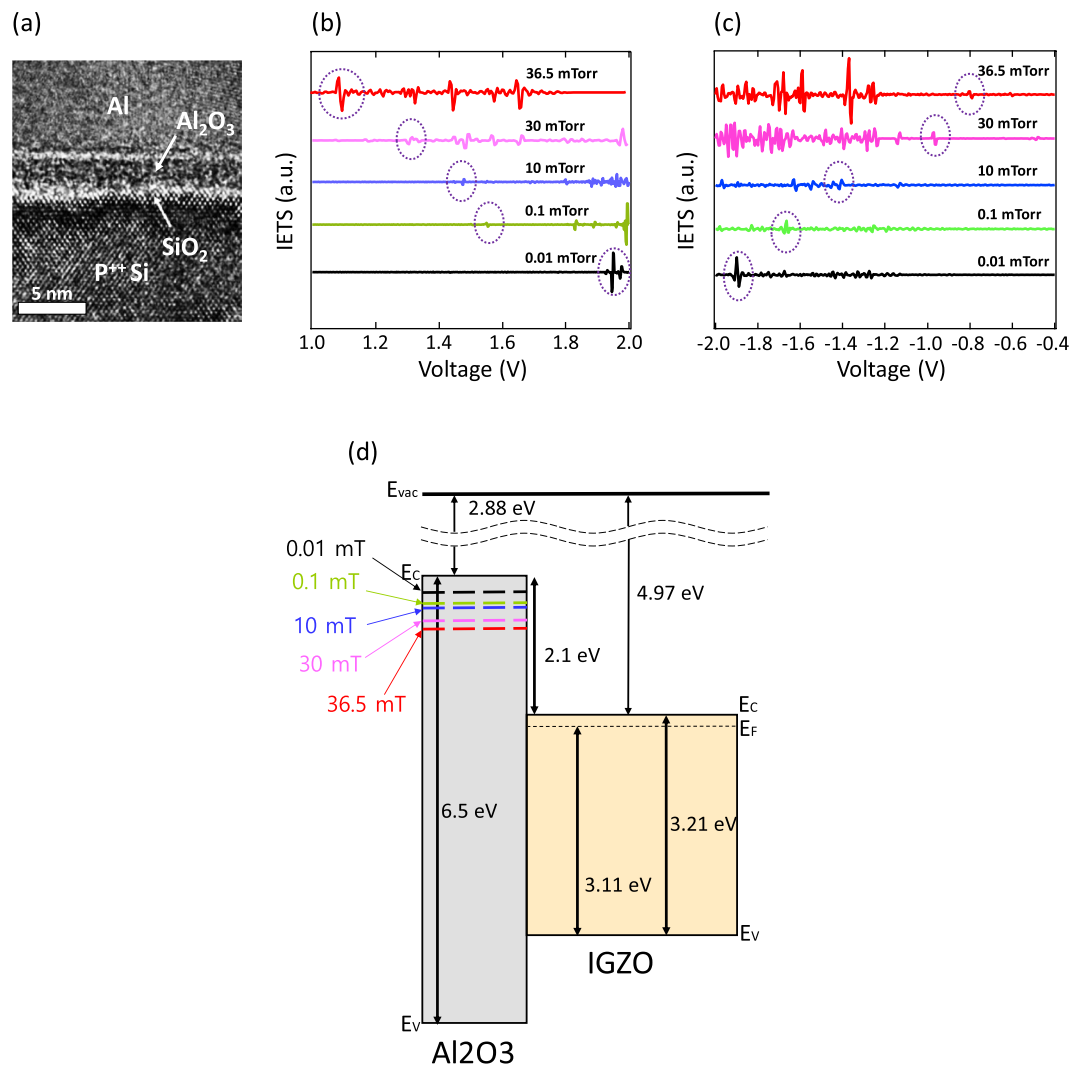 (a)
Al
Al2O3
SiO2
P++ Si
5 nm
(b)
IETS (a.u.)
36.5 mTorr
30 mTorr
10 mTorr
0.1 mTorr
0.01 mTorr
1.0 1.2 1.4 1.6 1.8 2.0
Voltage (V)
(c)
IETS (a.u.)
36.5 mTorr
30 mTorr
10 mTorr
0.1 mTorr
0.01 mTorr
-2.0 -1.8 -1.6 -1.4 -1.2 -1.0 -0.8 -0.6 -0.4
Voltage (V)
(d)
Evac
2.88 eV
0.01 mT
EC
0.1 mT
10 mT
30 mT
36.5 mT
4.97 eV
2.1 eV
EC
EF
6.5 eV
3.21 eV
3.11 eV
EV
IGZO
EV
Al2O3